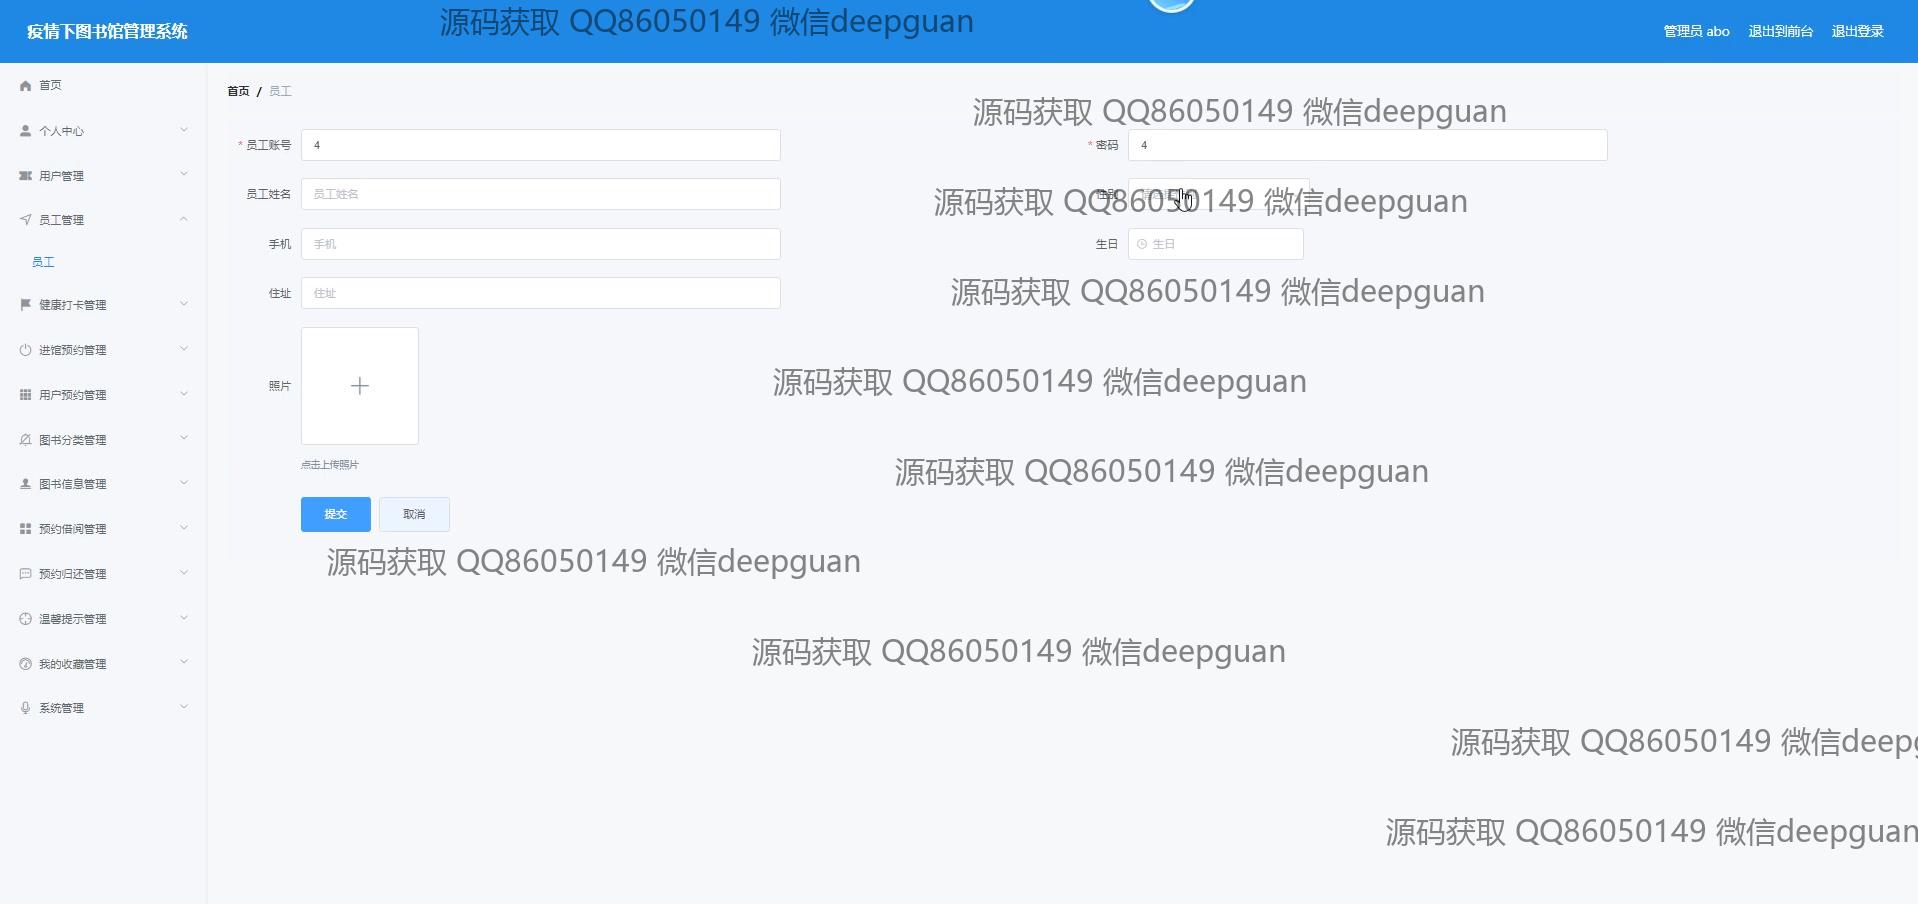 疫情下图书馆管理系统
源码获取 QQ86050149 微信deepguan
管理员 abo 退出到前台 退出登录
首页
个人中心
用户管理
员工管理
员工
健康打卡管理
进馆预约管理
用户预约管理
图书分类管理
图书信息管理
预约借阅管理
预约归还管理
温馨提示管理
我的收藏管理
系统管理
首页 / 员工
源码获取 QQ86050149 微信deepguan
* 员工账号 4
* 密码 4
员工姓名 员工姓名
性别
源码获取 QQ86050149 微信deepguan
手机 手机
生日 生日
源码获取 QQ86050149 微信deepguan
住址 住址
源码获取 QQ86050149 微信deepguan
照片
点击上传照片
源码获取 QQ86050149 微信deepguan
提交 取消
源码获取 QQ86050149 微信deepguan
源码获取 QQ86050149 微信deepguan
源码获取 QQ86050149 微信deepg
源码获取 QQ86050149 微信deepguan